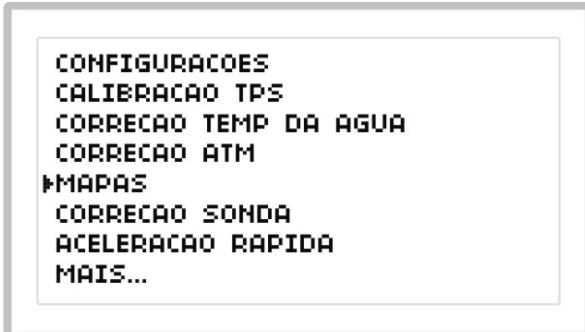 CONFIGURACOES
CALIBRACAO TPS
CORRECAO TEMP DA AGUA
CORRECAO ATM
MAPAS
CORRECAO SONDA
ACELERACAO RAPIDA
MAIS...